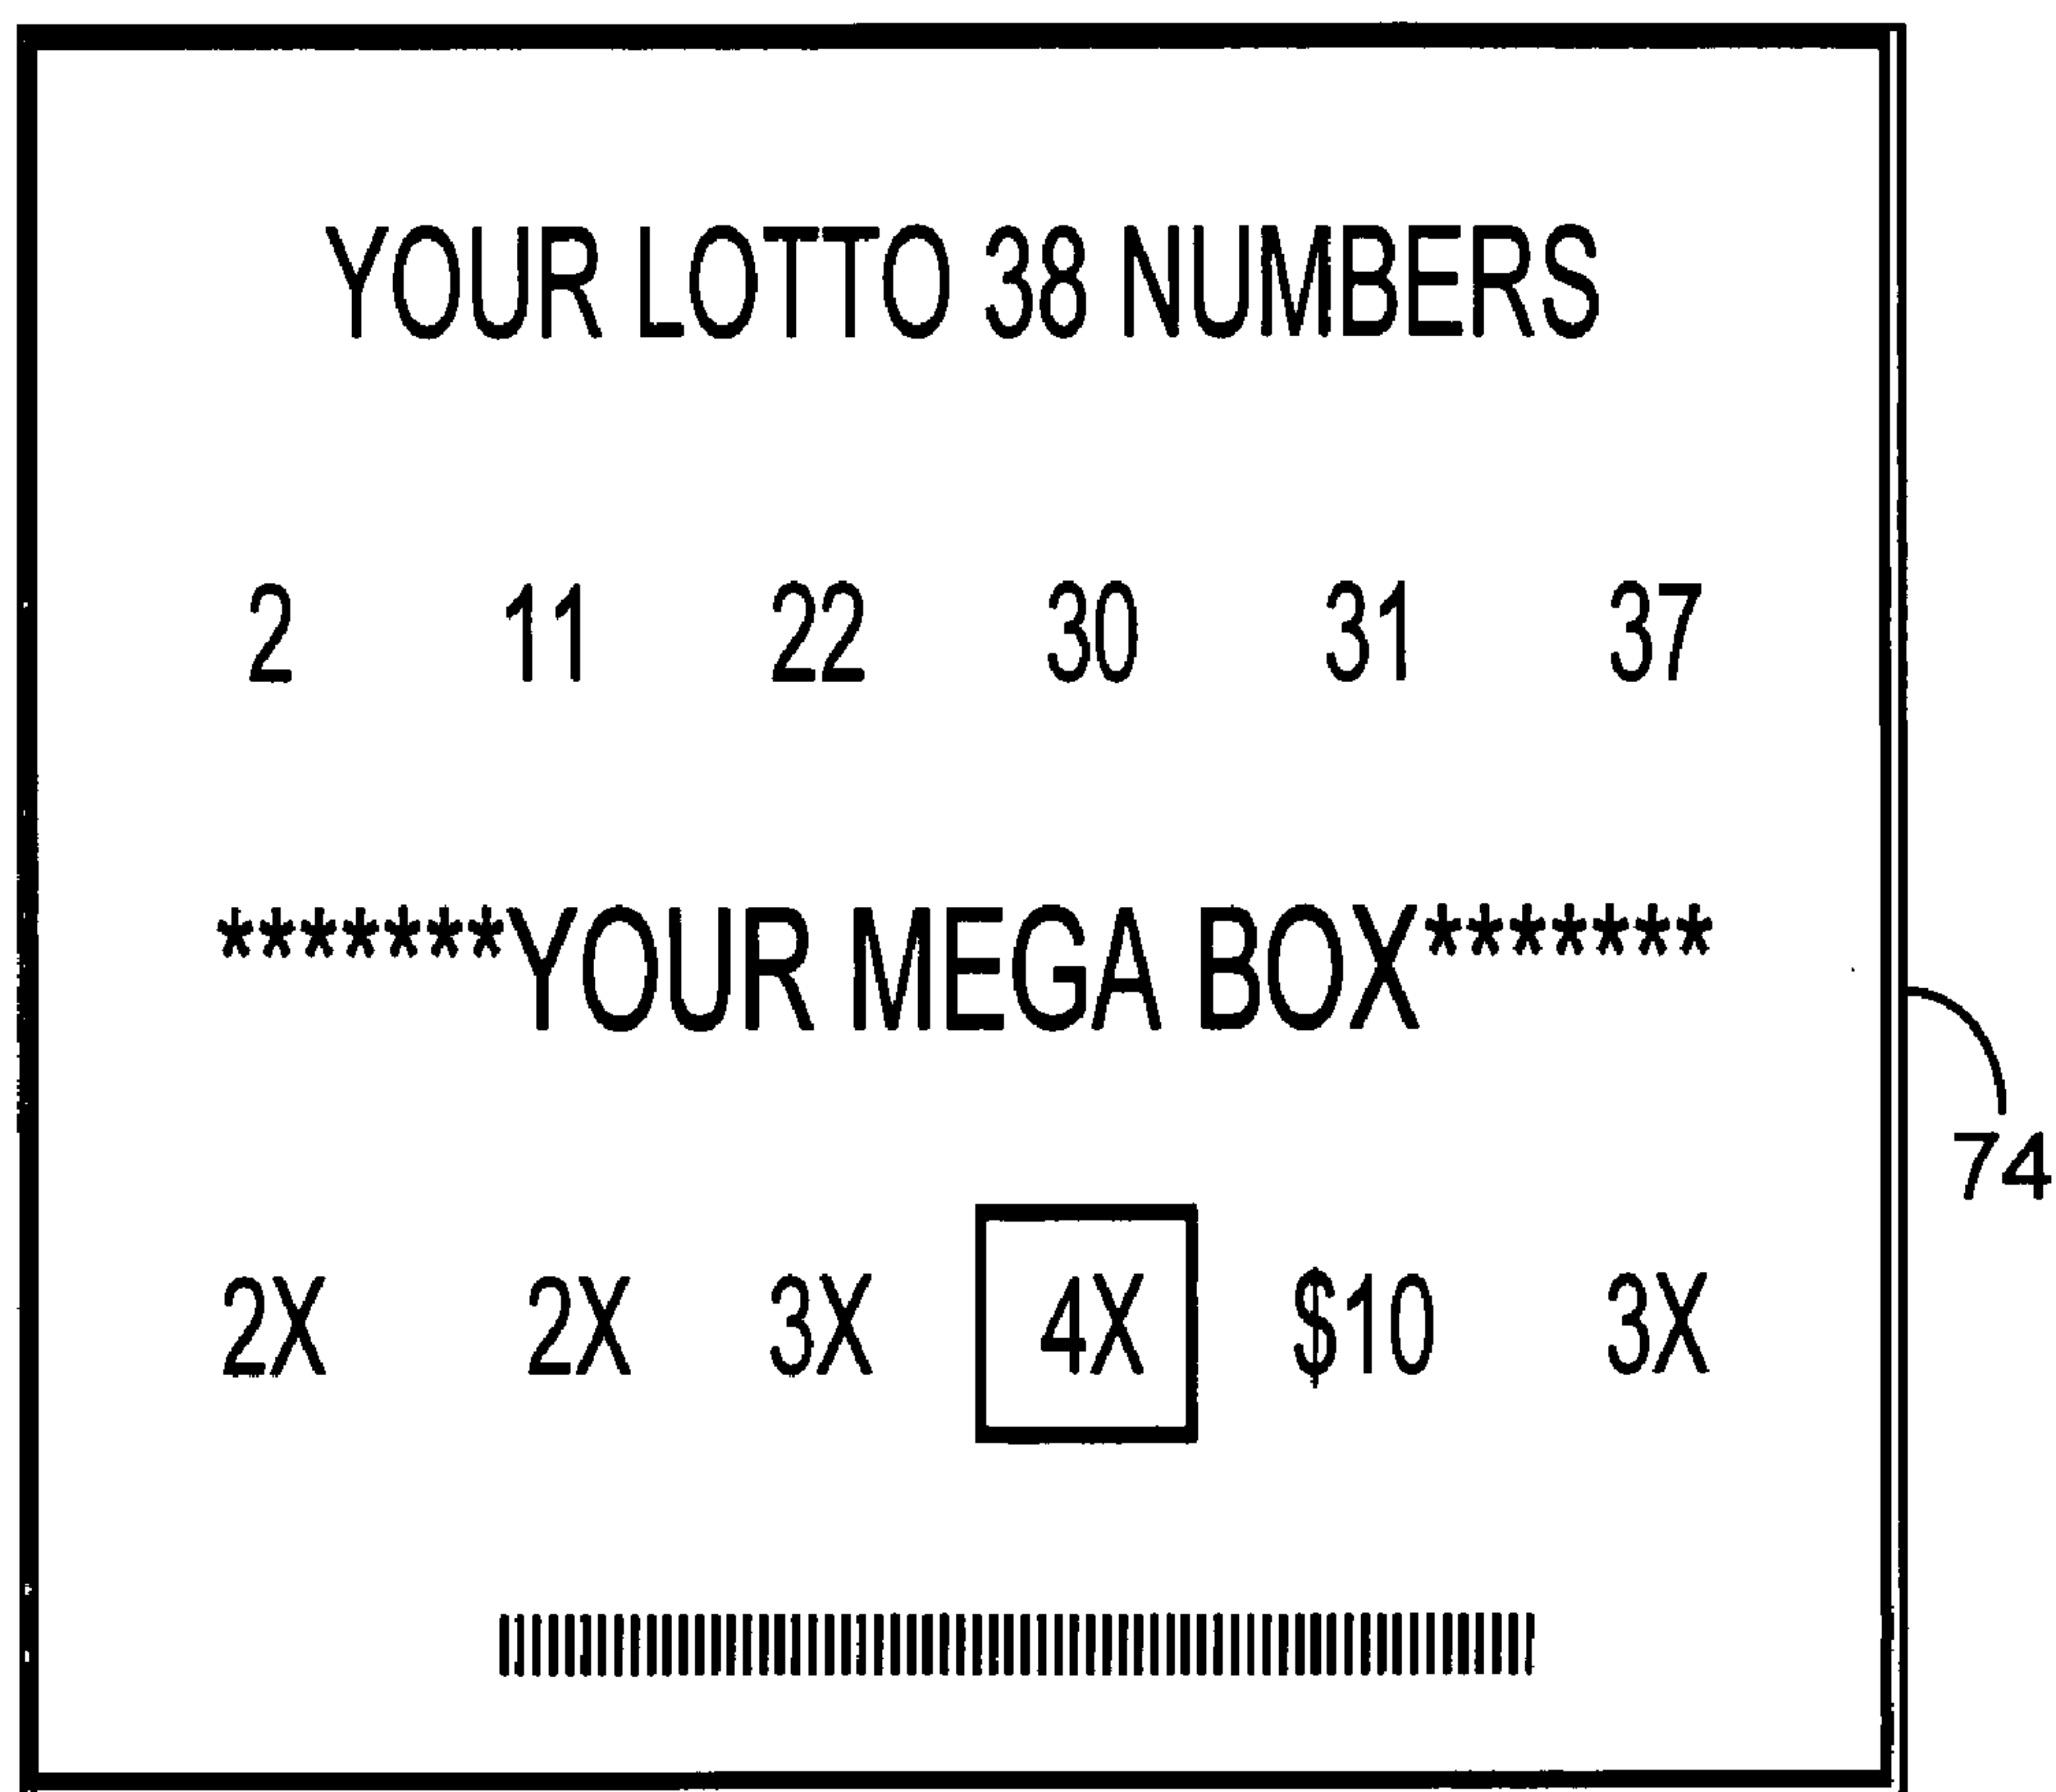 YOUR LOTTO 38 NUMBERS
2 11 22 30 31 37
*******YOUR MEGA BOX*******
74
2X 2X 3X 4X $10 3X